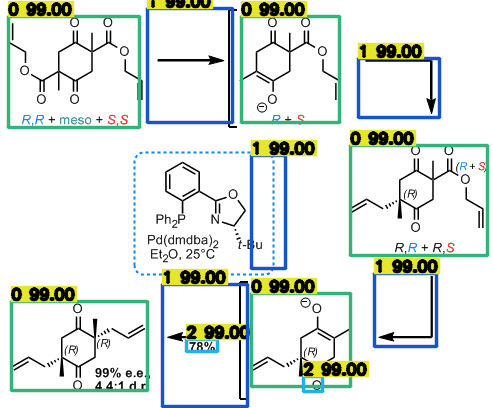 0 99.00
1 99.00
0 99.00
O
O
O
O
O
O
O
O
O
O
⊖
R,R + meso + S,S
R + S
1 99.00
1 99.00
0 99.00
O
O
(R + S)
O
(R)
O
R,R + R,S
O
N
Ph2P
t-Bu
Pd(dmdba)2
Et2O, 25°C
1 99.00
1 99.00
0 99.00
0 99.00
⊖
O
O
(R)
(R)
O
2 99.00
78%
(R)
2 99.00
O
99% e.e.
4.4:1 d.r.